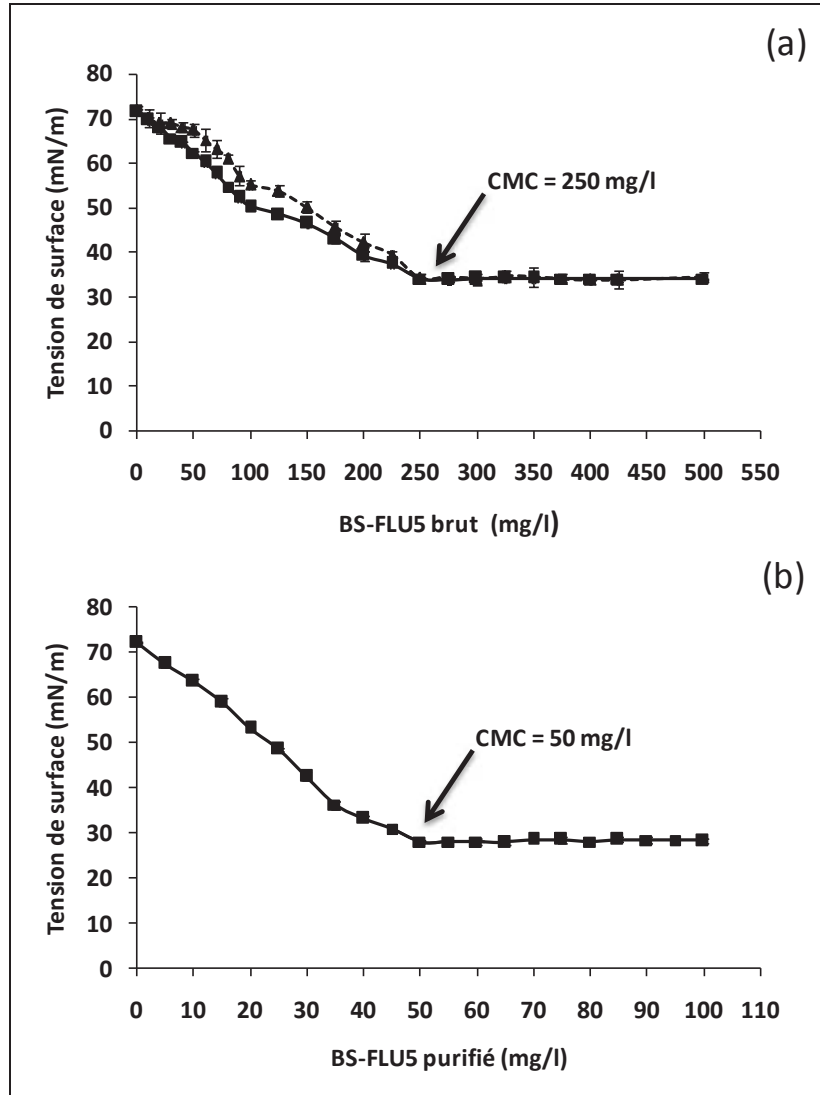 (a)
80
70
60
50
40
30
20
10
0
Tension de surface (mN/m)
CMC = 250 mg/l
0 50 100 150 200 250 300 350 400 450 500 550
BS-FLU5 brut (mg/l)
(b)
80
70
60
50
40
30
20
10
0
Tension de surface (mN/m)
CMC = 50 mg/l
0 10 20 30 40 50 60 70 80 90 100 110
BS-FLU5 purifié (mg/l)